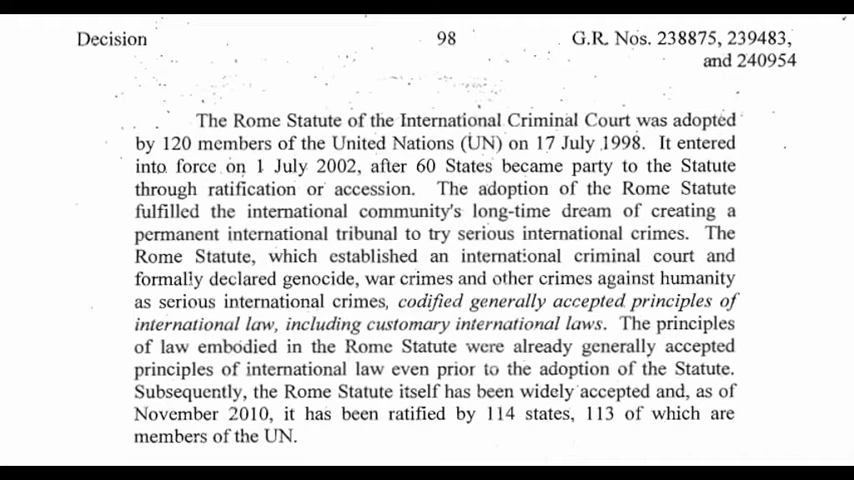 Decision 98 G.R. Nos. 238875, 239483,
and 240954
The Rome Statute of the International Criminal Court was adopted
by 120 members of the United Nations (UN) on 17 July 1998. It entered
into force on 1 July 2002, after 60 States became party to the Statute
through ratification or accession. The adoption of the Rome Statute
fulfilled the international community's long-time dream of creating a
permanent international tribunal to try serious international crimes. The
Rome Statute, which established an international criminal court and
formally declared genocide, war crimes and other crimes against humanity
as serious international crimes, codified generally accepted principles of
international law, including customary international laws. The principles
of law embodied in the Rome Statute were already generally accepted
principles of international law even prior to the adoption of the Statute.
Subsequently, the Rome Statute itself has been widely accepted and, as of
November 2010, it has been ratified by 114 states, 113 of which are
members of the UN.